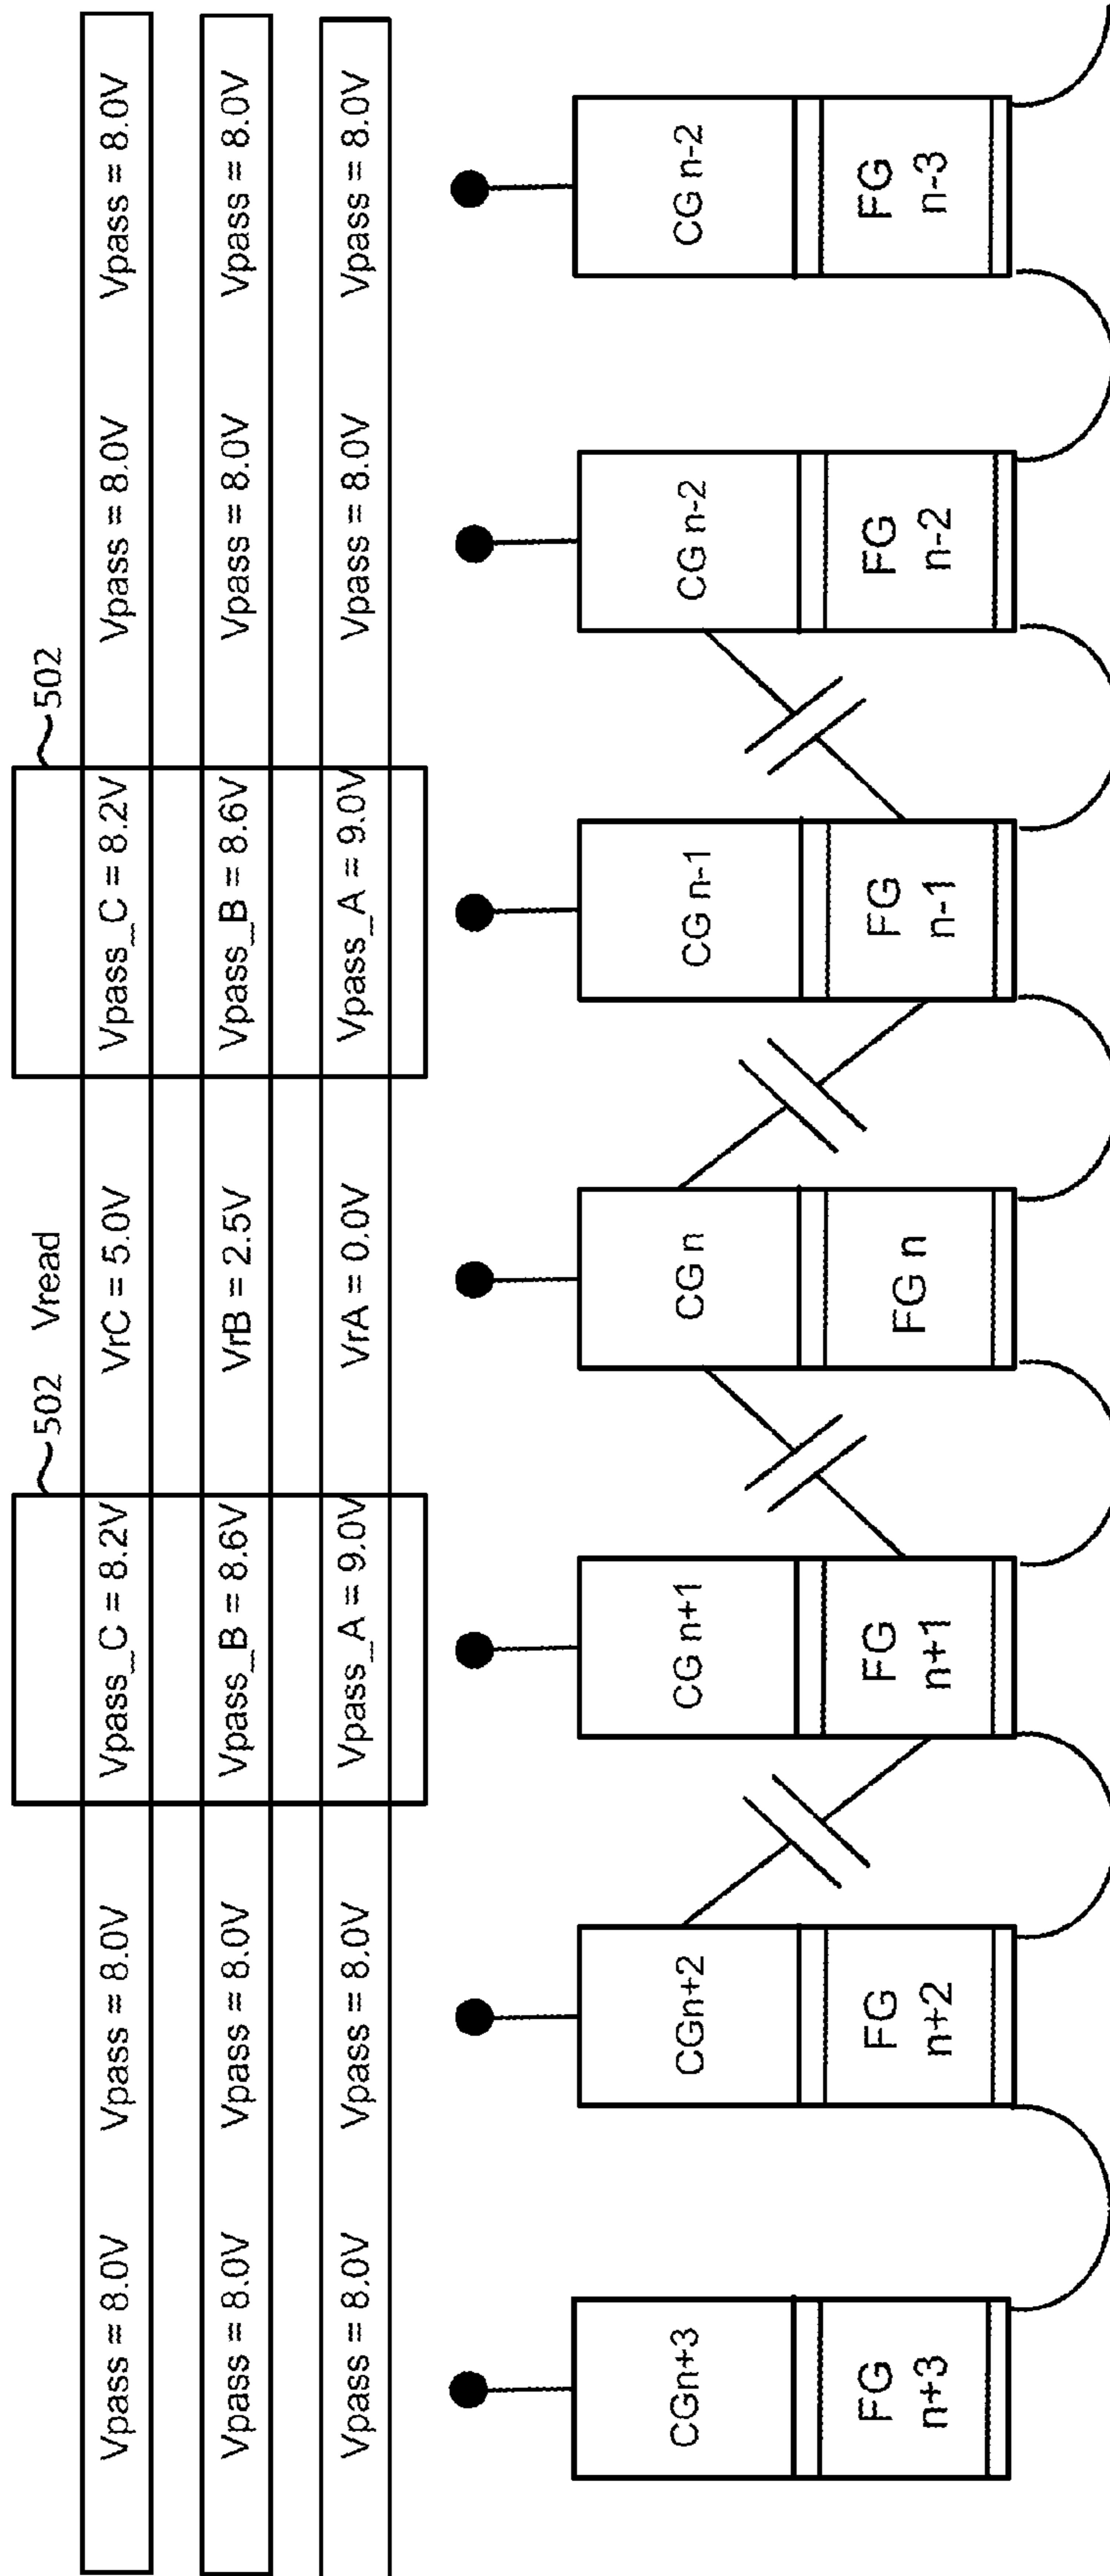 502 Vread 502
Vpass = 8.0V Vpass = 8.0V Vpass_C = 8.2V VrC = 5.0V Vpass_C = 8.2V Vpass = 8.0V Vpass = 8.0V
Vpass = 8.0V Vpass = 8.0V Vpass_B = 8.6V VrB = 2.5V Vpass_B = 8.6V Vpass = 8.0V Vpass = 8.0V
Vpass = 8.0V Vpass = 8.0V Vpass_A = 9.0V VrA = 0.0V Vpass_A = 9.0V Vpass = 8.0V Vpass = 8.0V
CGn+3 CGn+2 CG n+1 CG n CG n-1 CG n-2 CG n-2
FG FG FG FG n FG FG FG
n+3 n+2 n+1 n-1 n-2 n-3